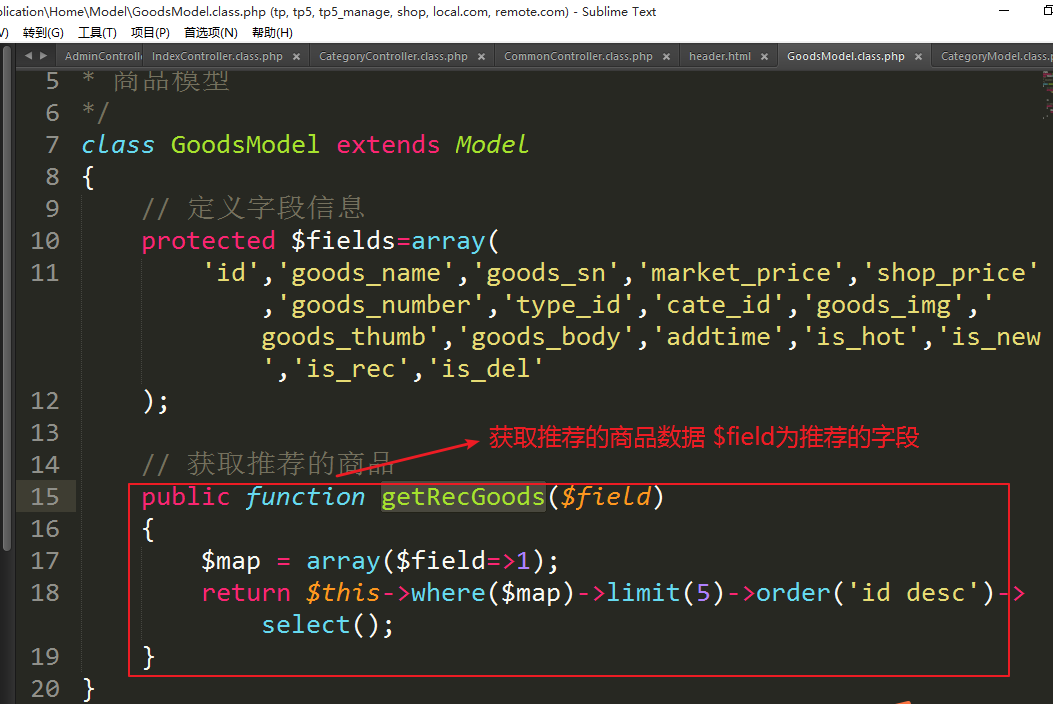 plication\Home\Model\GoodsModel.class.php (tp, tp5, tp5_manage, shop, local.com, remote.com) - Sublime Text
V) 转到(G) 工具(T) 项目(P) 首选项(N) 帮助(H)
AdminControll IndexController.class.php × CategoryController.class.php × CommonController.class.php × header.html × GoodsModel.class.php × CategoryModel.class.p
5 * 商品模型
6 */
7 class GoodsModel extends Model
8 {
9 // 定义字段信息
10 protected $fields=array(
11 'id','goods_name','goods_sn','market_price','shop_price'
,'goods_number','type_id','cate_id','goods_img','
goods_thumb','goods_body','addtime','is_hot','is_new
','is_rec','is_del'
12 );
13 获取推荐的商品数据 $field为推荐的字段
14 // 获取推荐的商品
15 public function getRecGoods($field)
16 {
17 $map = array($field=>1);
18 return $this->where($map)->limit(5)->order('id desc')->
select();
19 }
20 }